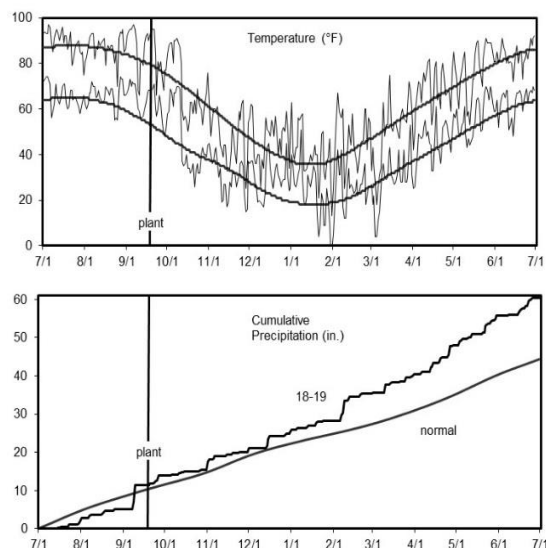 100
Temperature (°F)
80
60
40
20
plant
0
7/1 8/1 9/1 10/1 11/1 12/1 1/1 2/1 3/1 4/1 5/1 6/1 7/1
60
Cumulative
Precipitation (in.)
50
40
18-19
30
normal
20
plant
10
0
7/1 8/1 9/1 10/1 11/1 12/1 1/1 2/1 3/1 4/1 5/1 6/1 7/1